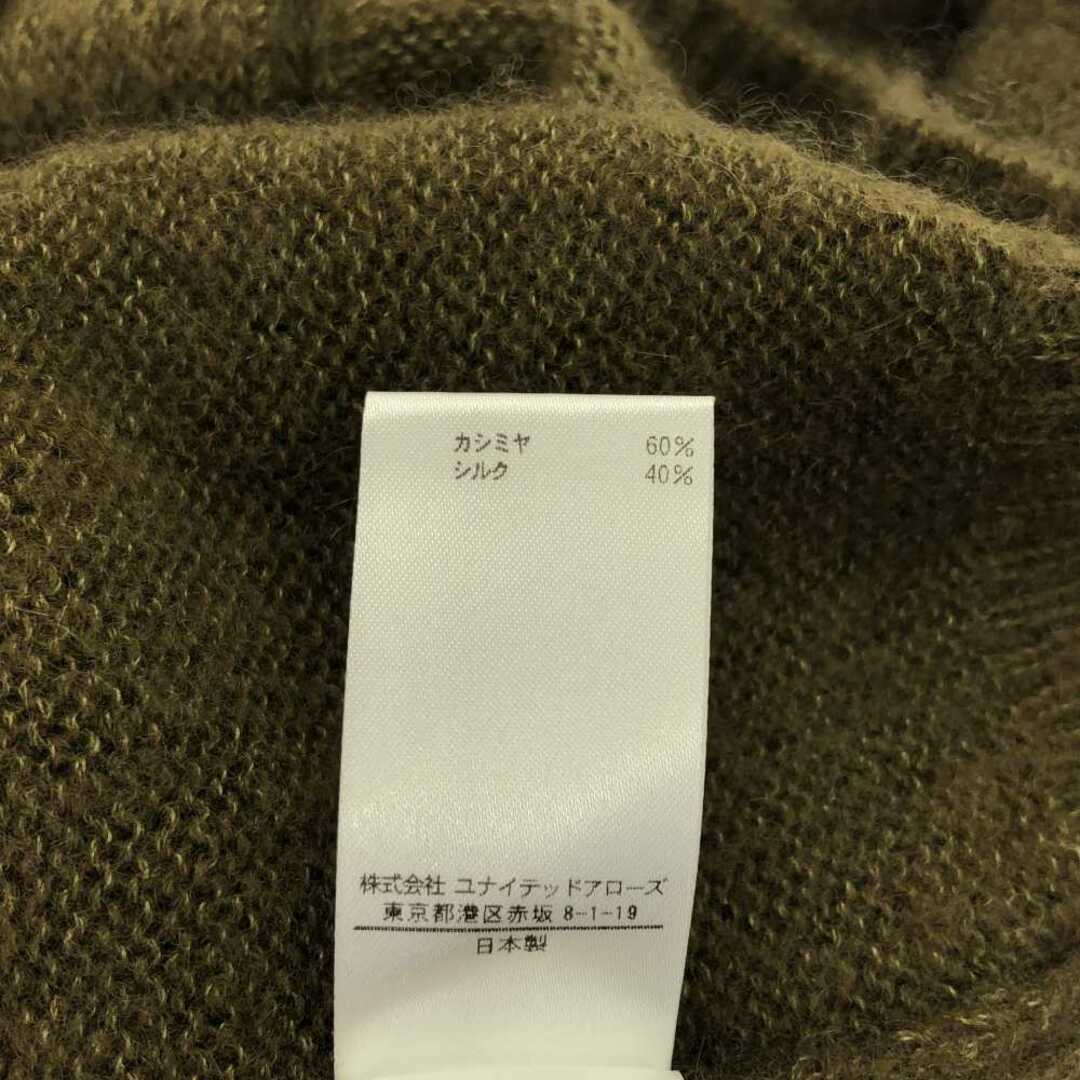 カシミヤ 60%
シルク 40%
株式会社 ユナイテッドアローズ
東京都港区赤坂 8-1-19
日本製